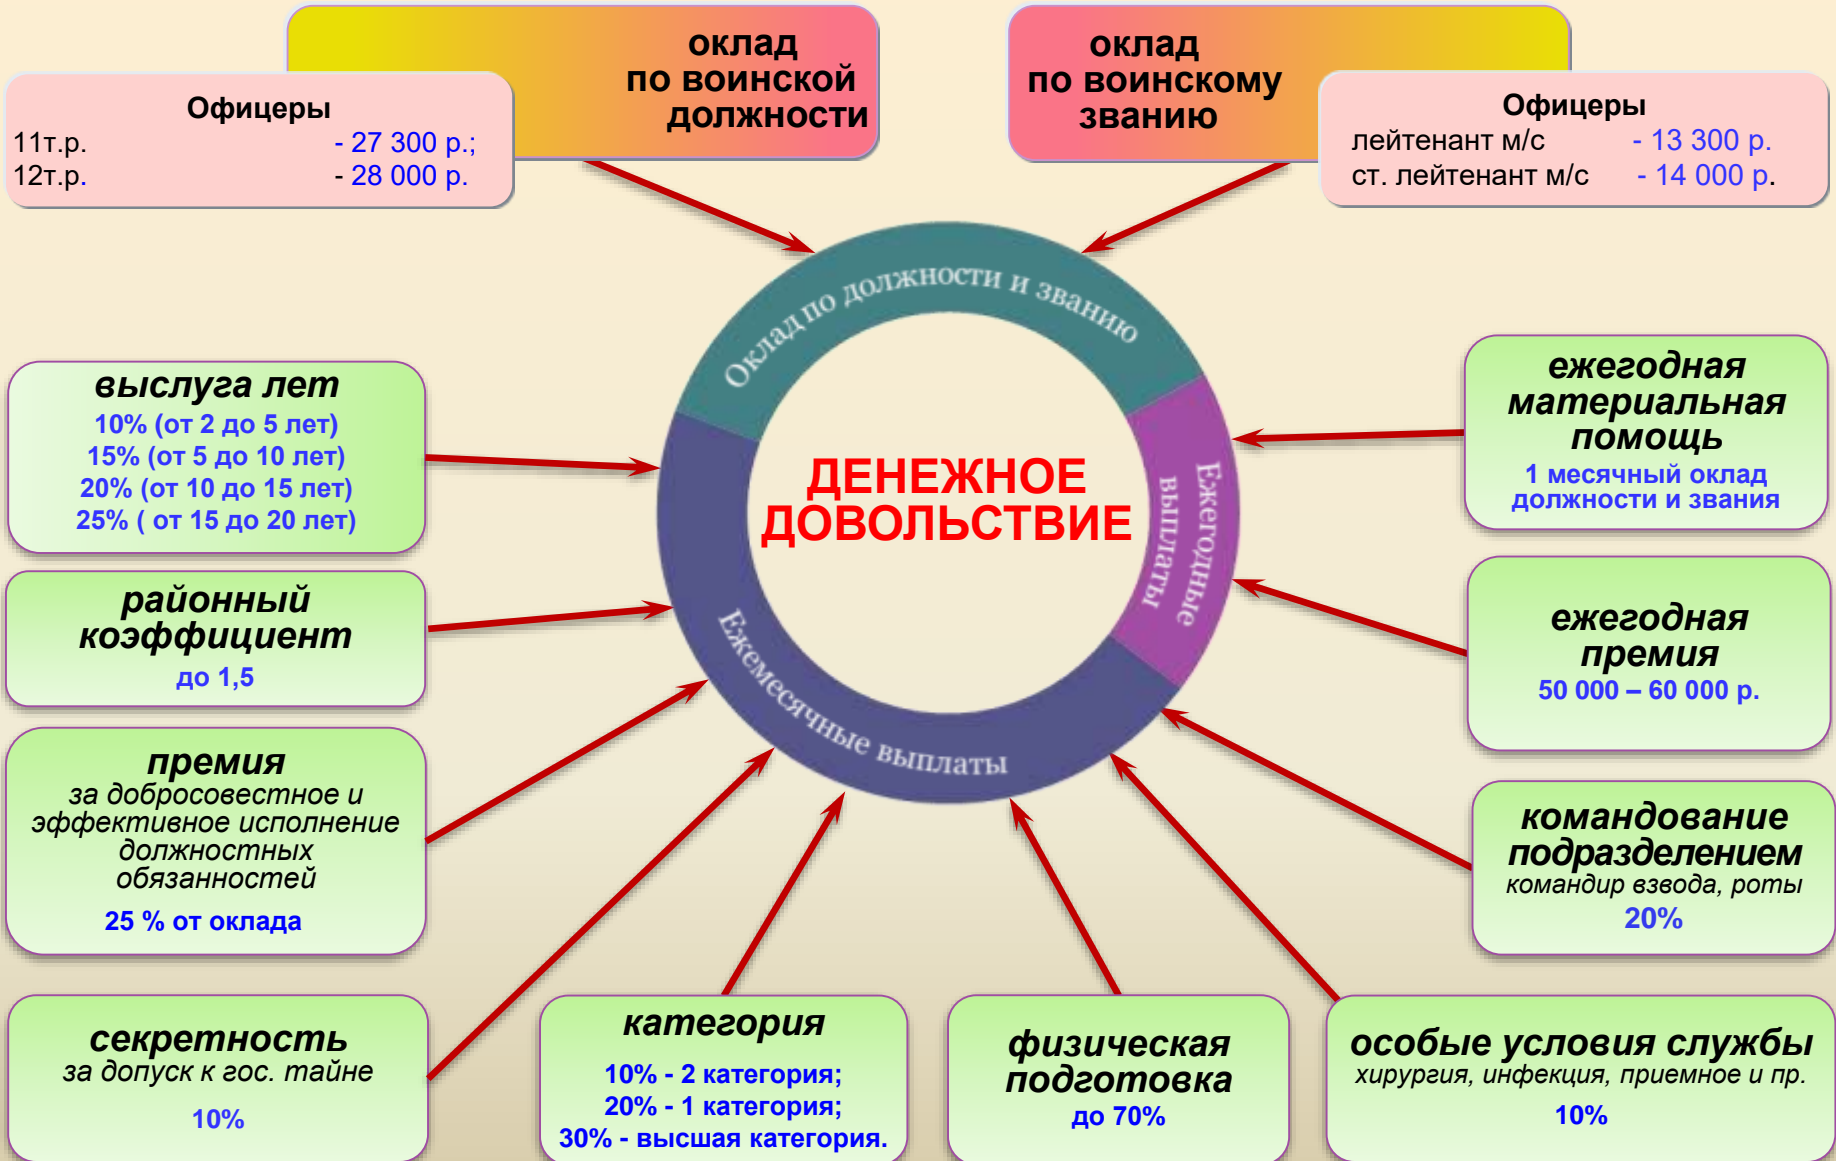 оклад
по воинской
должности
Офицеры
11т.р. - 27 300 р.;
12т.р. - 28 000 р.
оклад
по воинскому
званию
Офицеры
лейтенант м/с - 13 300 р.
ст. лейтенант м/с - 14 000 р.
Оклад по должности и званию
Ежегодные
выплаты
Ежемесячные выплаты
ДЕНЕЖНОЕ
ДОВОЛЬСТВИЕ
выслуга лет
10% (от 2 до 5 лет)
15% (от 5 до 10 лет)
20% (от 10 до 15 лет)
25% ( от 15 до 20 лет)
районный
коэффициент
до 1,5
премия
за добросовестное и
эффективное исполнение
должностных
обязанностей
25 % от оклада
секретность
за допуск к гос. тайне
10%
категория
10% - 2 категория;
20% - 1 категория;
30% - высшая категория.
физическая
подготовка
до 70%
особые условия службы
хирургия, инфекция, приемное и пр.
10%
командование
подразделением
командир взвода, роты
20%
ежегодная
премия
50 000 – 60 000 р.
ежегодная
материальная
помощь
1 месячный оклад
должности и звания